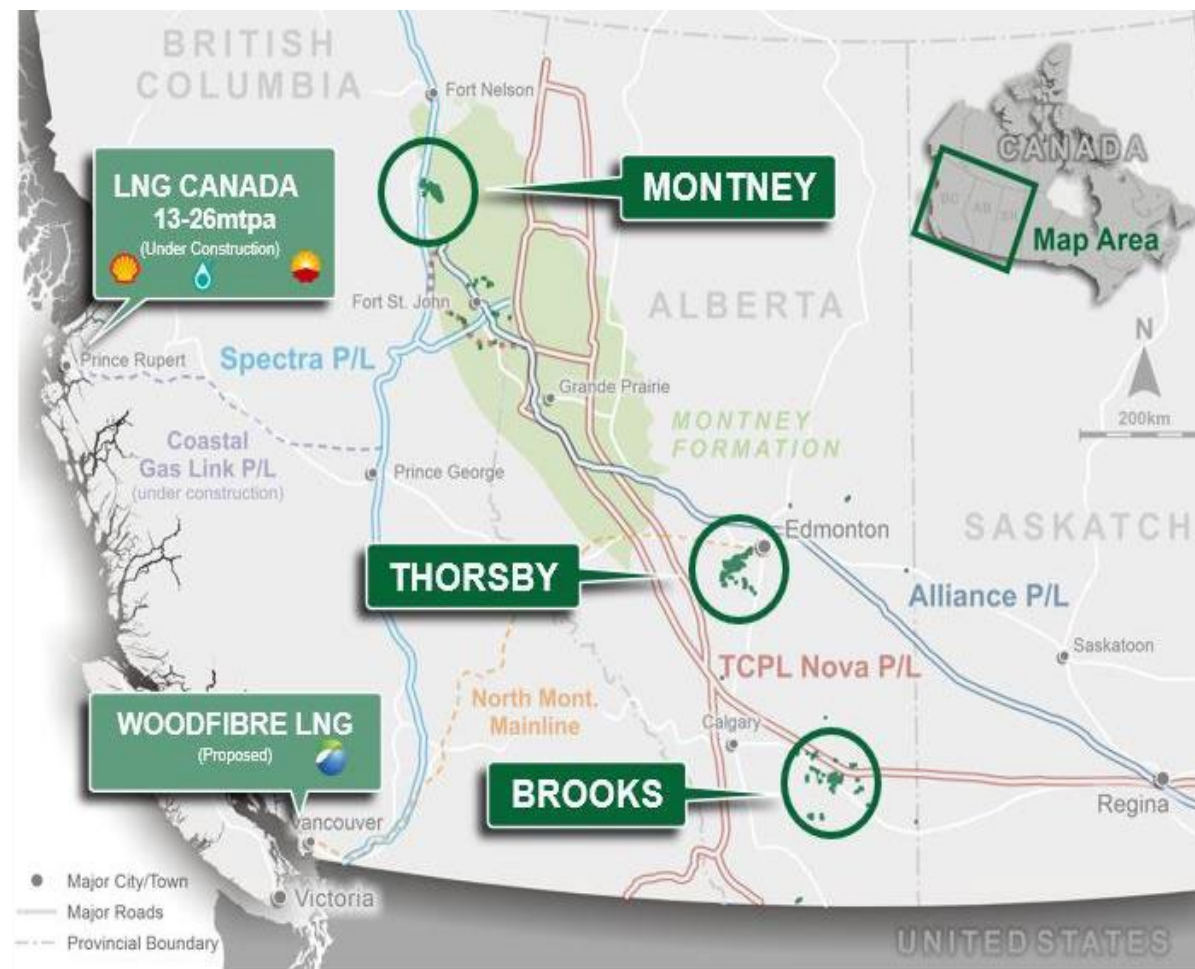 BRITISH
COLUMBIA
Fort Nelson
LNG CANADA
13-26mtpa
(Under Construction)
MONTNEY
CANADA
BC
AB
SK
Map Area
Fort St. John
ALBERTA
N
200km
Prince Rupert
Spectra P/L
Grande Prairie
MONTNEY
FORMATION
Coastal
Gas Link P/L
(under construction)
Prince George
SASKATCH
Edmonton
THORSBY
Alliance P/L
Saskatoon
TCPL Nova P/L
North Mont.
Mainline
Calgary
WOODFIBRE LNG
(Proposed)
BROOKS
Regina
Vancouver
Major City/Town
Victoria
Major Roads
Provincial Boundary
UNITED STATES